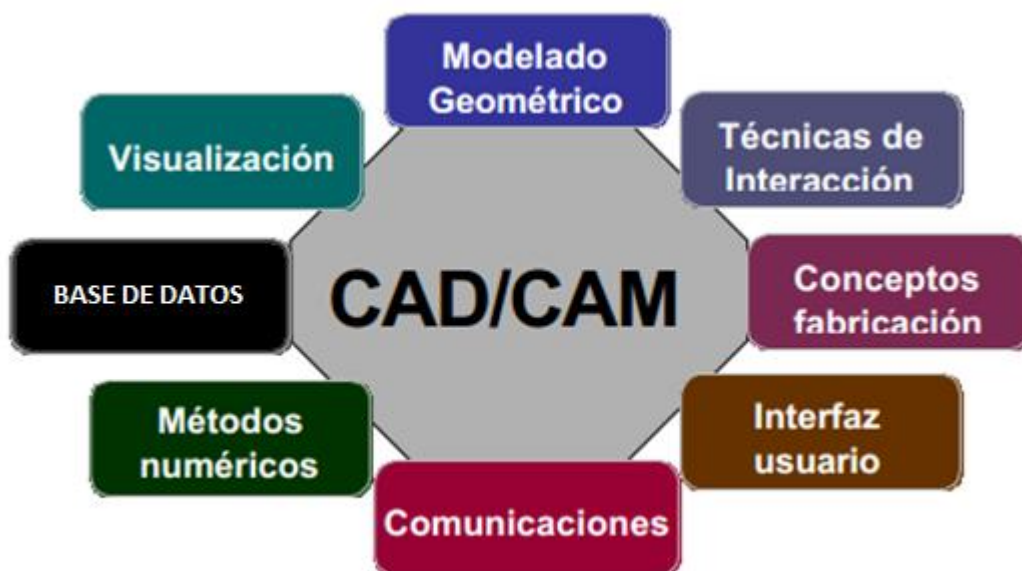 Modelado
Geométrico
Visualización
Técnicas de
Interacción
BASE DE DATOS
CAD/CAM
Conceptos
fabricación
Métodos
numéricos
Interfaz
usuario
Comunicaciones